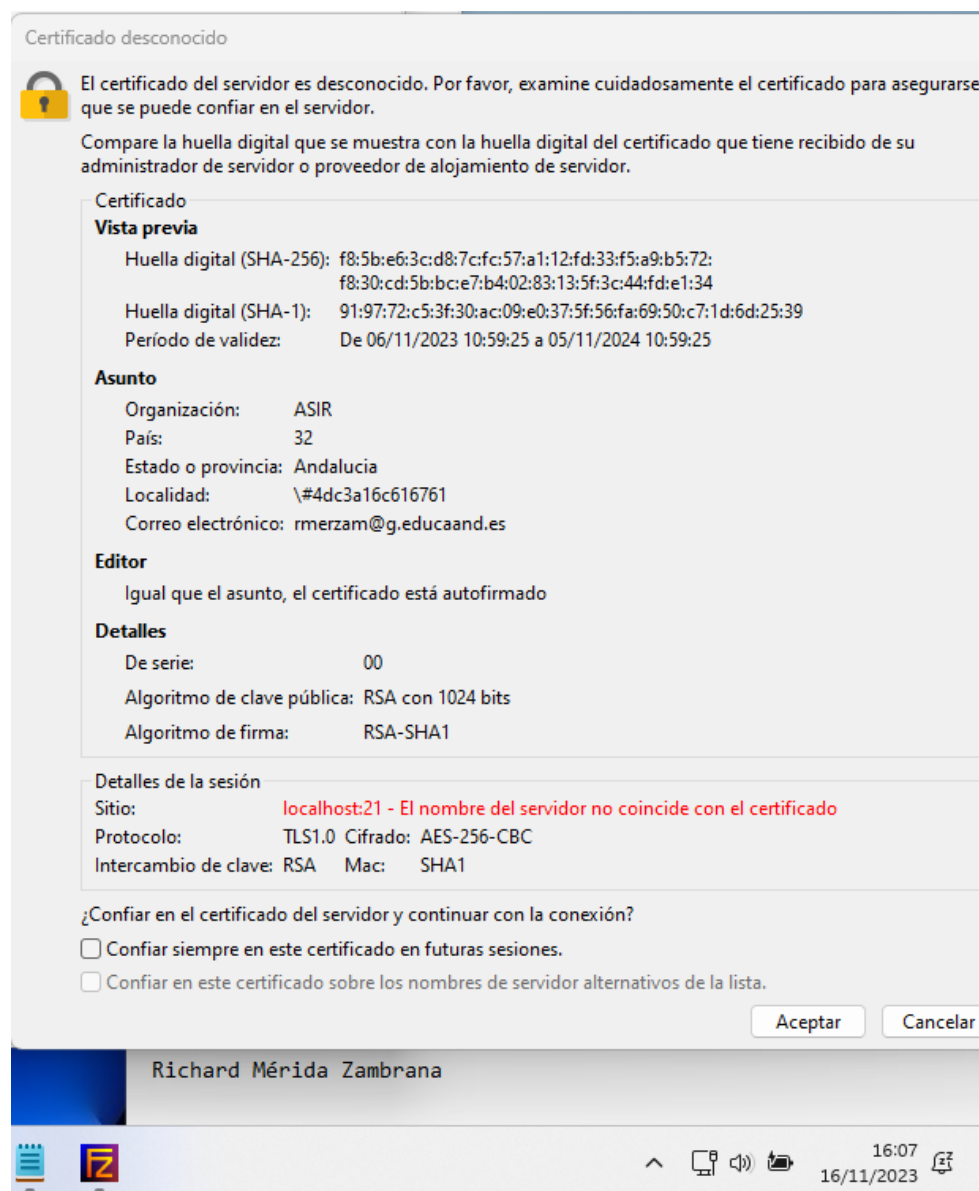 Certificado desconocido
El certificado del servidor es desconocido. Por favor, examine cuidadosamente el certificado para asegurarse
que se puede confiar en el servidor.
Compare la huella digital que se muestra con la huella digital del certificado que tiene recibido de su
administrador de servidor o proveedor de alojamiento de servidor.
Certificado
Vista previa
Huella digital (SHA-256): f8:5b:e6:3c:d8:7c:fc:57:a1:12:fd:33:f5:a9:b5:72:
f8:30:cd:5b:bc:e7:b4:02:83:13:5f:3c:44:fd:e1:34
Huella digital (SHA-1): 91:97:72:c5:3f:30:ac:09:e0:37:5f:56:fa:69:50:c7:1d:6d:25:39
Período de validez: De 06/11/2023 10:59:25 a 05/11/2024 10:59:25
Asunto
Organización: ASIR
País: 32
Estado o provincia: Andalucia
Localidad: \#4dc3a16c616761
Correo electrónico: rmerzam@g.educaand.es
Editor
Igual que el asunto, el certificado está autofirmado
Detalles
De serie: 00
Algoritmo de clave pública: RSA con 1024 bits
Algoritmo de firma: RSA-SHA1
Detalles de la sesión
Sitio: localhost:21 - El nombre del servidor no coincide con el certificado
Protocolo: TLS1.0 Cifrado: AES-256-CBC
Intercambio de clave: RSA Mac: SHA1
¿Confiar en el certificado del servidor y continuar con la conexión?
Confiar siempre en este certificado en futuras sesiones.
Confiar en este certificado sobre los nombres de servidor alternativos de la lista.
Aceptar Cancelar
Richard Mérida Zambrana
16:07
16/11/2023